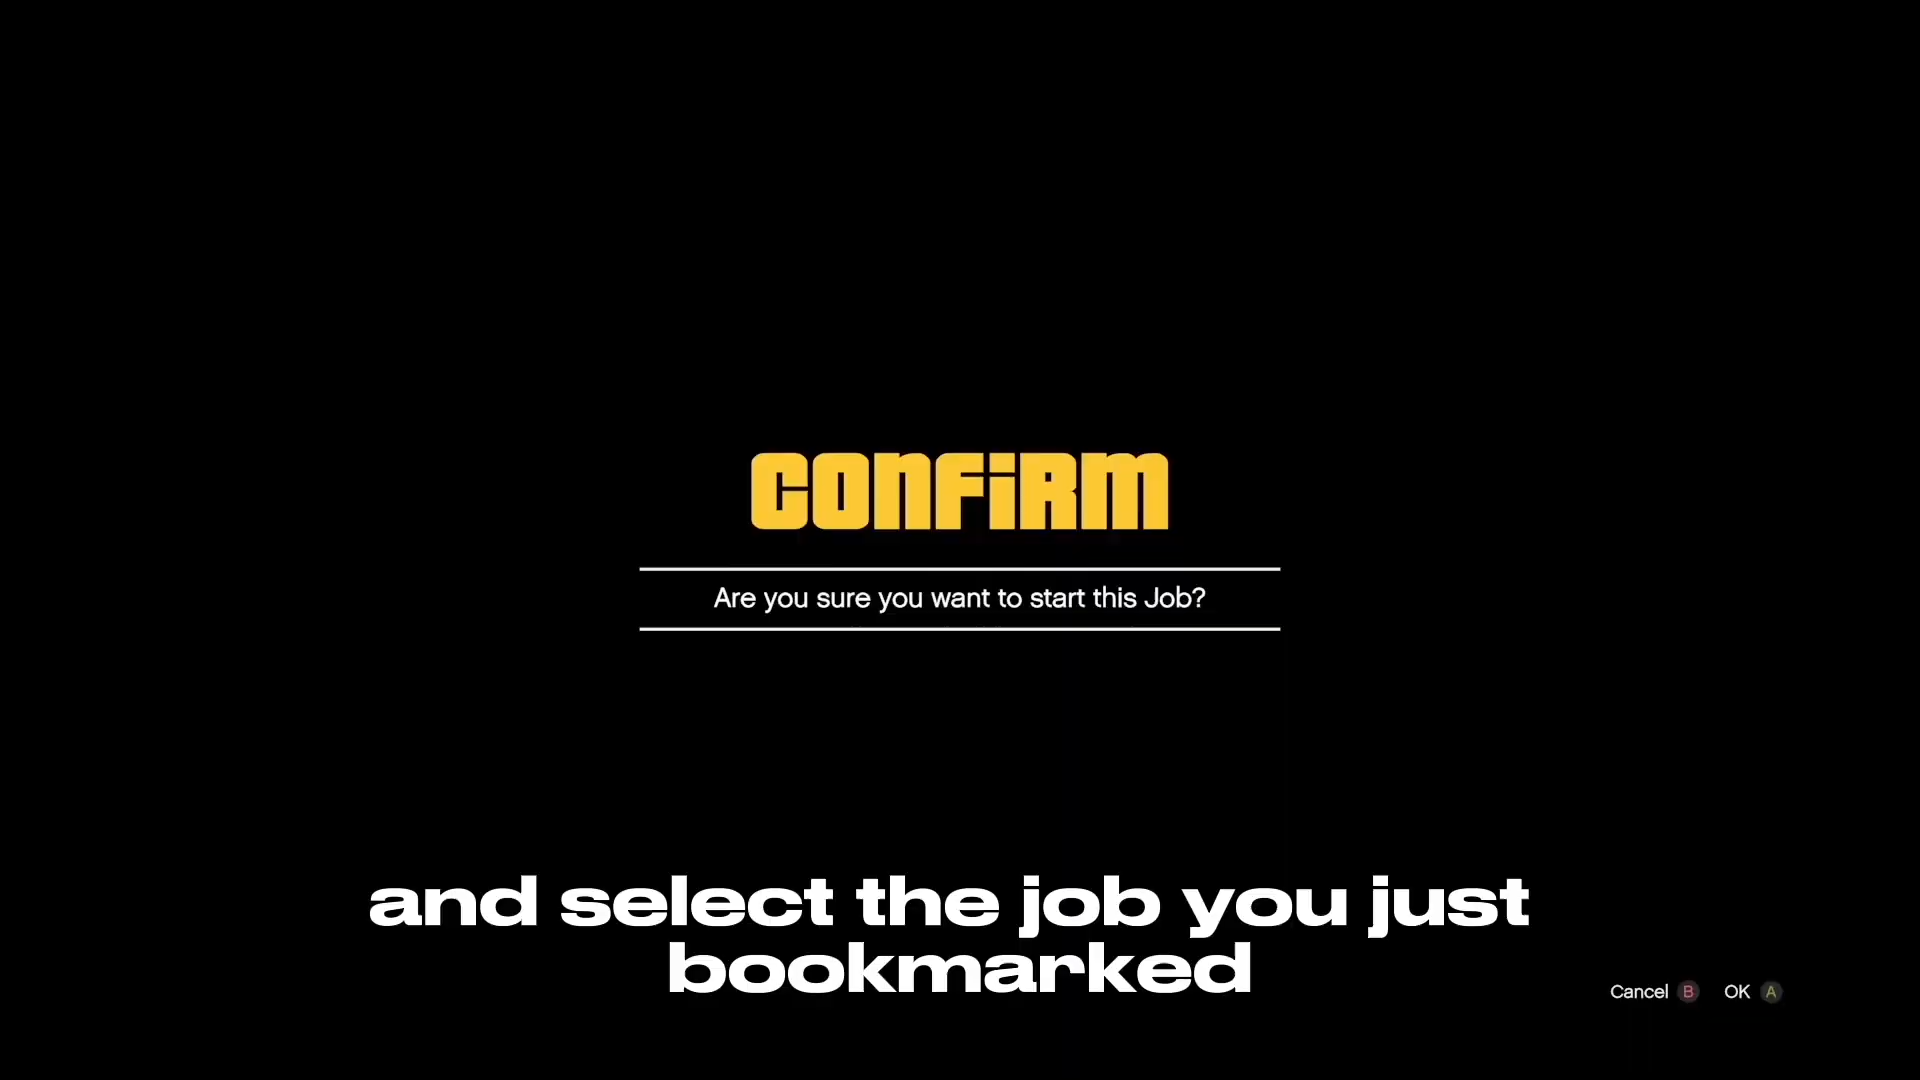 CONFIRM
Are you sure you want to start this Job?
and select the job you just
bookmarked
Cancel B OK A